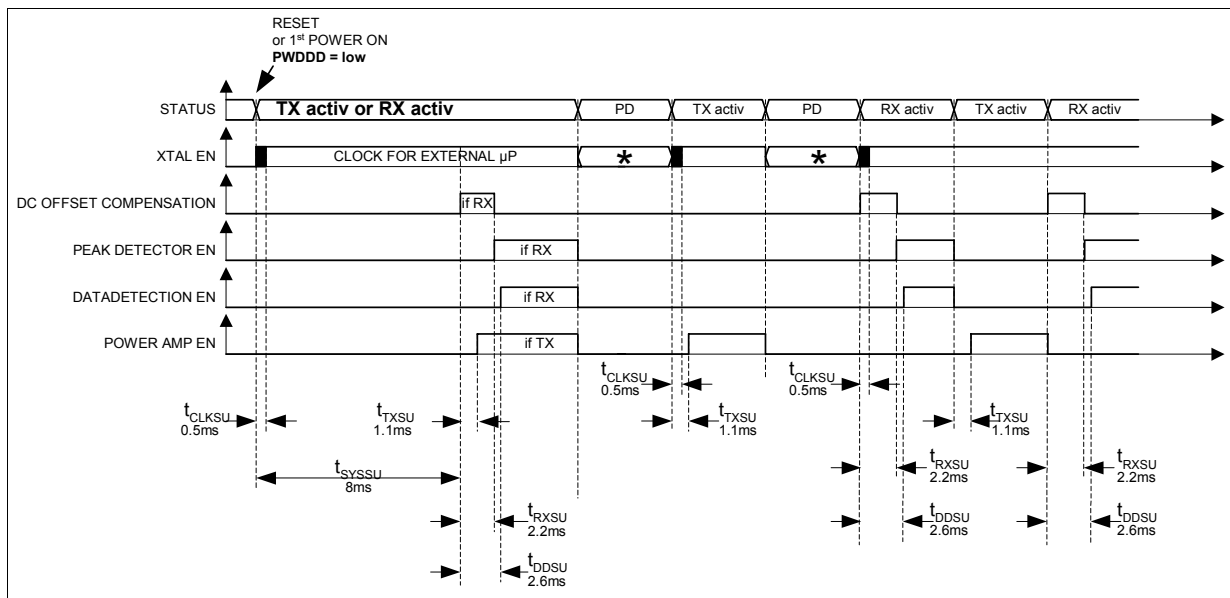 RESET
or 1st POWER ON
PWDDD = low
STATUS
TX activ or RX activ
PD
TX activ
PD
RX activ
TX activ
RX activ
XTAL EN
CLOCK FOR EXTERNAL µP
*
*
DC OFFSET COMPENSATION
if RX
PEAK DETECTOR EN
if RX
DATADETECTION EN
if RX
POWER AMP EN
if TX
tCLKSU
0.5ms
tTXSU
1.1ms
tCLKSU
0.5ms
tTXSU
1.1ms
tCLKSU
0.5ms
tTXSU
1.1ms
tSYSSU
8ms
tRXSU
2.2ms
tRXSU
2.2ms
tRXSU
2.2ms
tDDSU
2.6ms
tDDSU
2.6ms
tDDSU
2.6ms